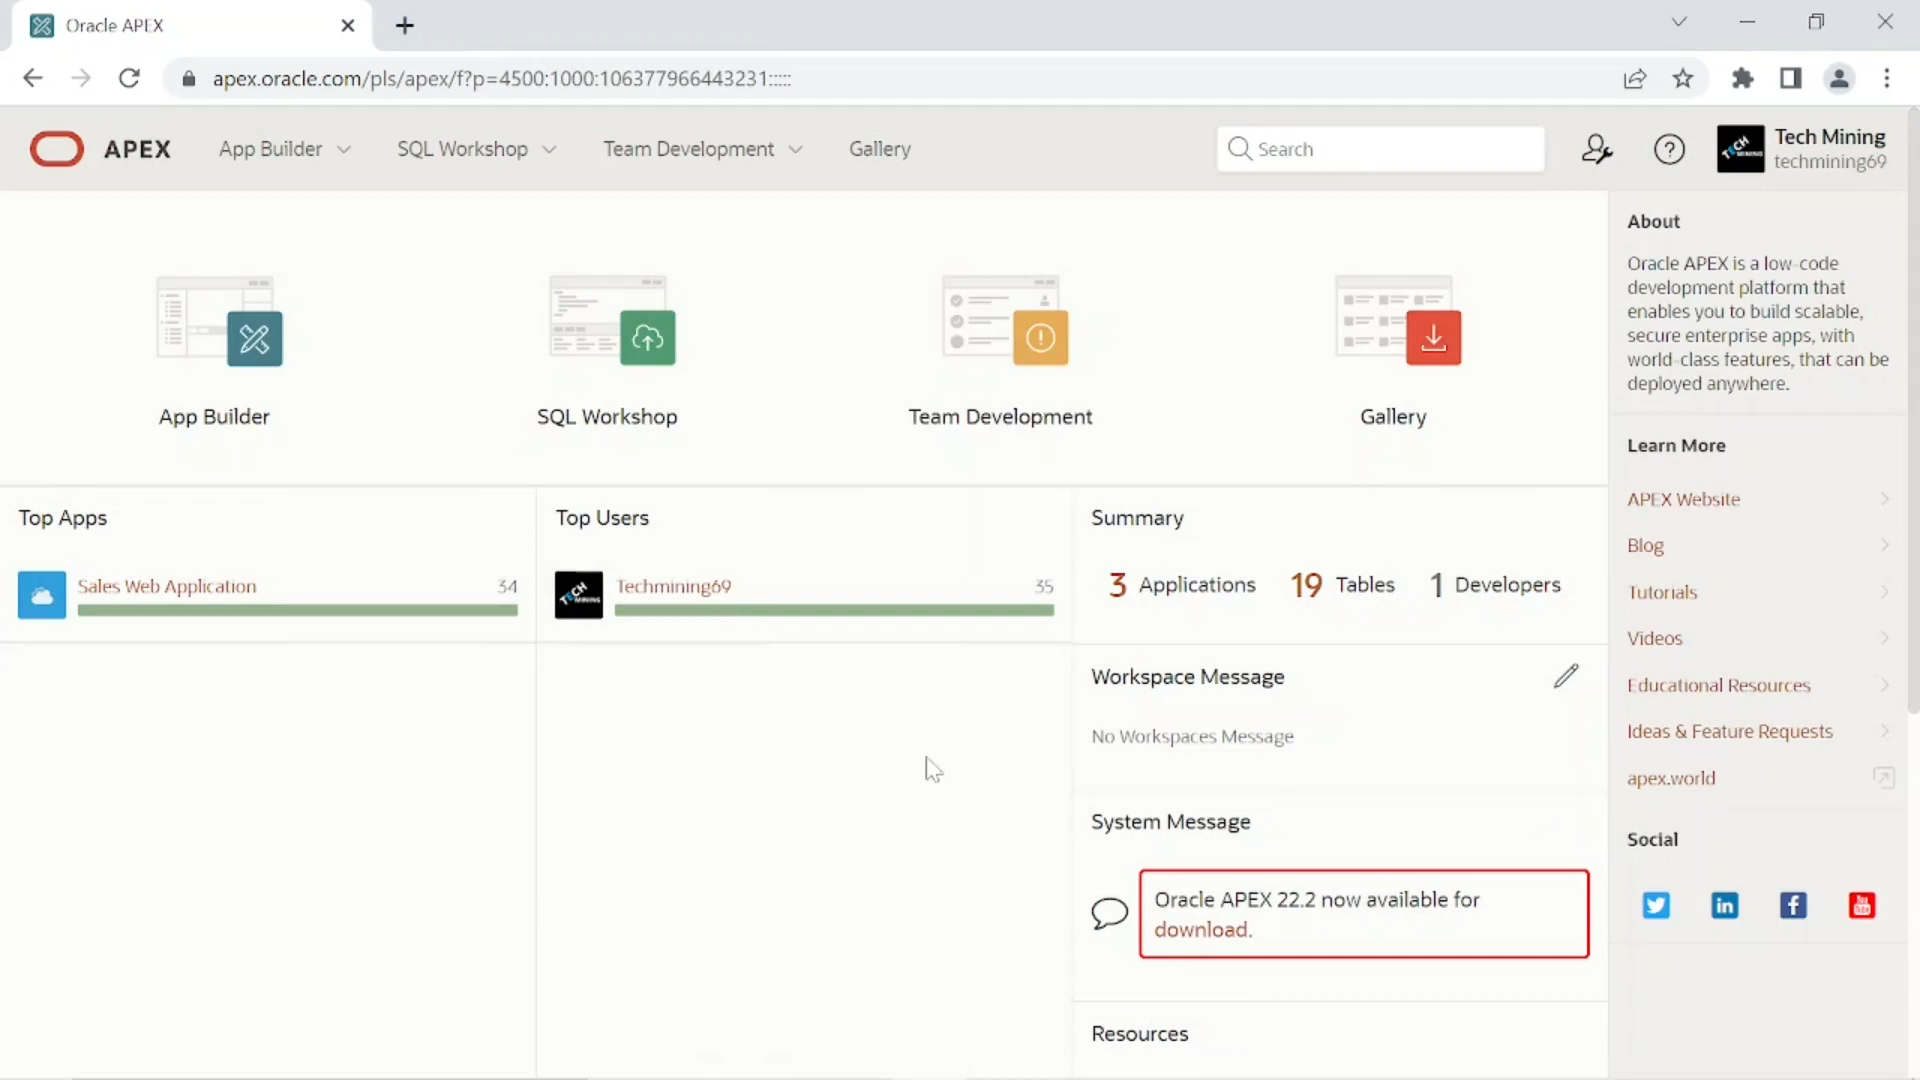 Oracle APEX
apex.oracle.com/pls/apex/f?p=4500:1000:106377966443231:::::
APEX
App Builder
SQL Workshop
Team Development
Gallery
Search
Tech Mining
techmining69
App Builder
SQL Workshop
Team Development
Gallery
Top Apps
Sales Web Application
34
Top Users
TECH
MINING
Techmining69
35
Summary
3 Applications
19 Tables
1 Developers
Workspace Message
No Workspaces Message
System Message
Oracle APEX 22.2 now available for
download.
Resources
About
Oracle APEX is a low-code
development platform that
enables you to build scalable,
secure enterprise apps, with
world-class features, that can be
deployed anywhere.
Learn More
APEX Website
Blog
Tutorials
Videos
Educational Resources
Ideas & Feature Requests
apex.world
Social